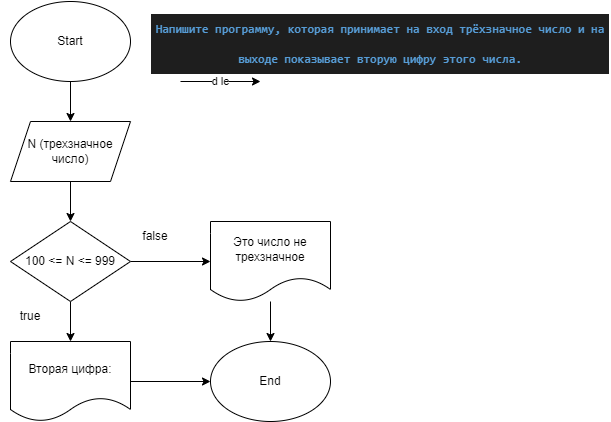 Start
Напишите программу, которая принимает на вход трёхзначное число и на
выходе показывает вторую цифру этого числа.
d le
N (трехзначное
число)
100 <= N <= 999
false
Это число не
трехзначное
true
Вторая цифра:
End